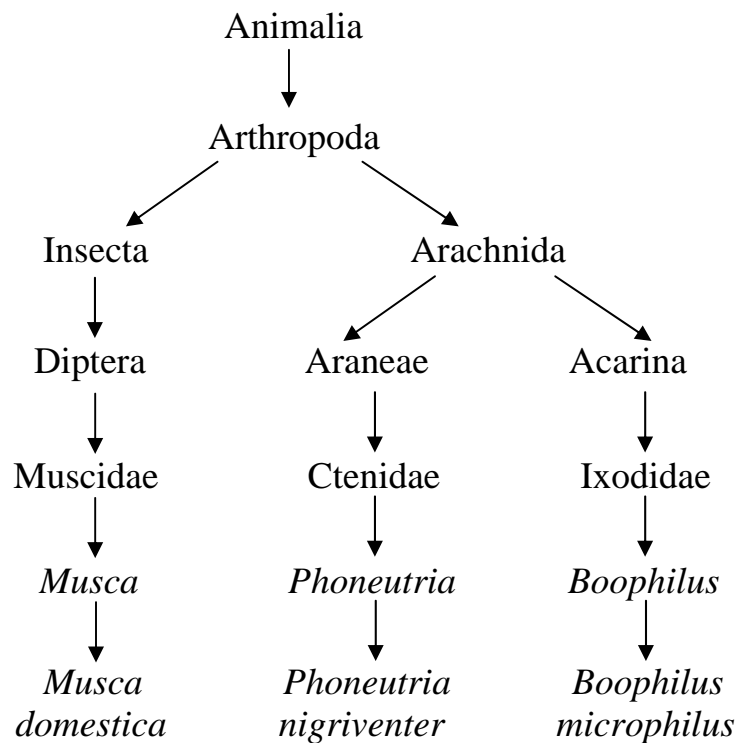 Animalia
Arthropoda
Insecta Arachnida
Diptera Araneae Acarina
Muscidae Ctenidae Ixodidae
Musca Phoneutria Boophilus
Musca Phoneutria Boophilus
domestica nigriventer microphilus